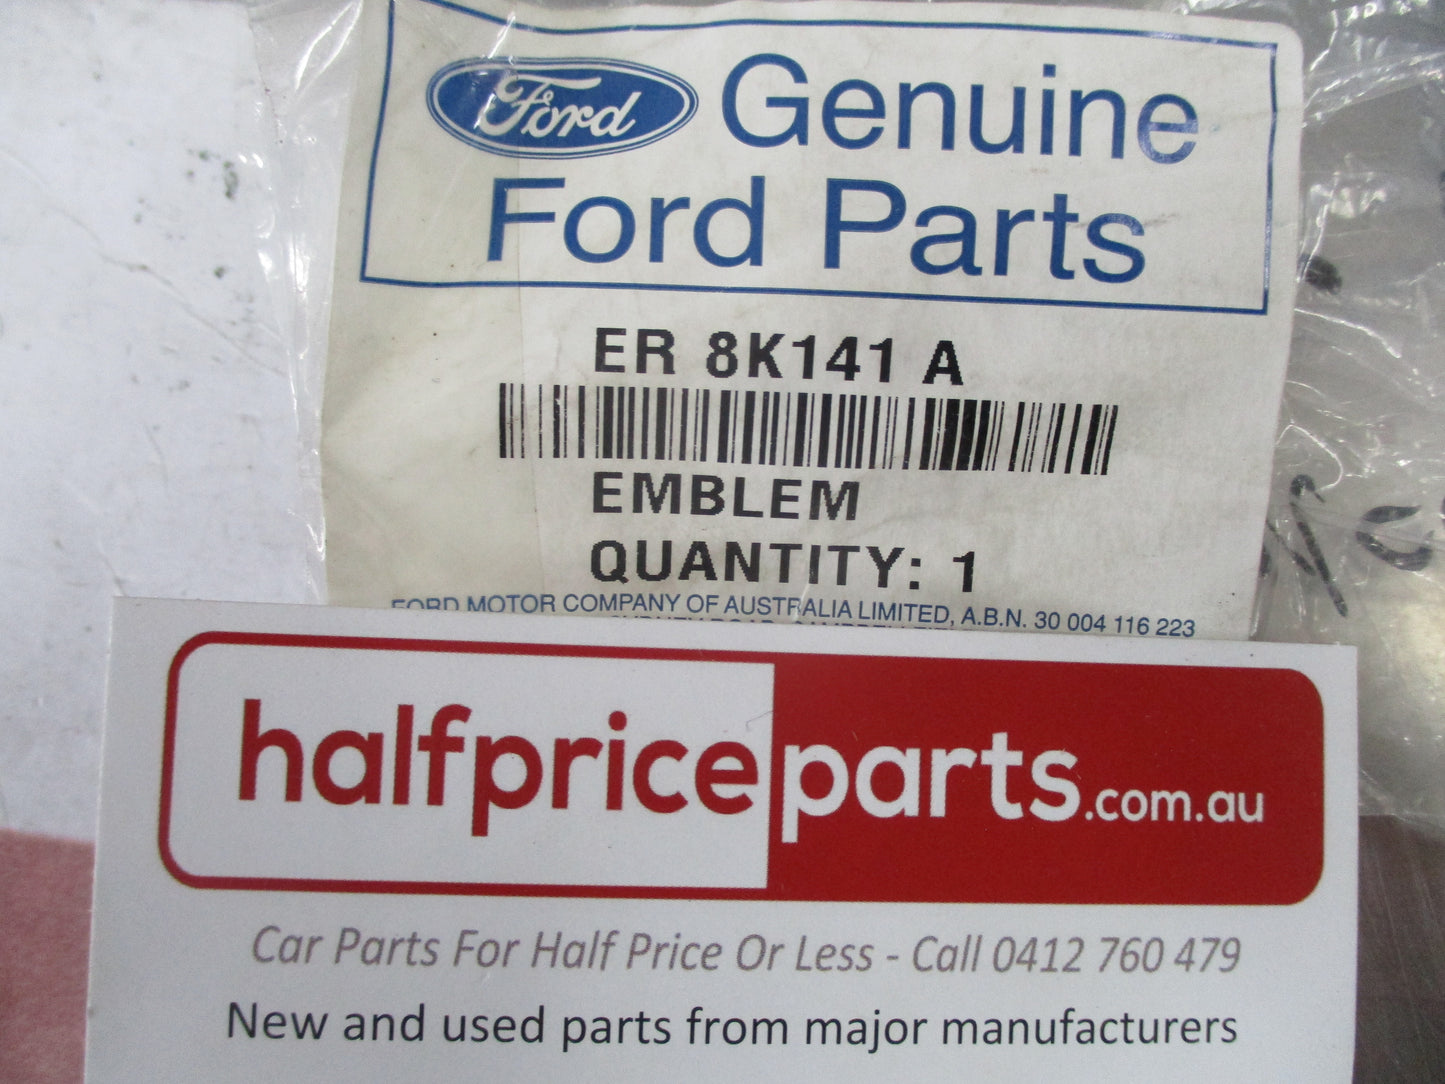 Ford Genuine
Ford Parts
ER 8K141 A
EMBLEM
QUANTITY: 1
FORD MOTOR COMPANY OF AUSTRALIA LIMITED, A.B.N. 30 004 116 223
halfpriceparts.com.au
Car Parts For Half Price Or Less - Call 0412 760 479
New and used parts from major manufacturers